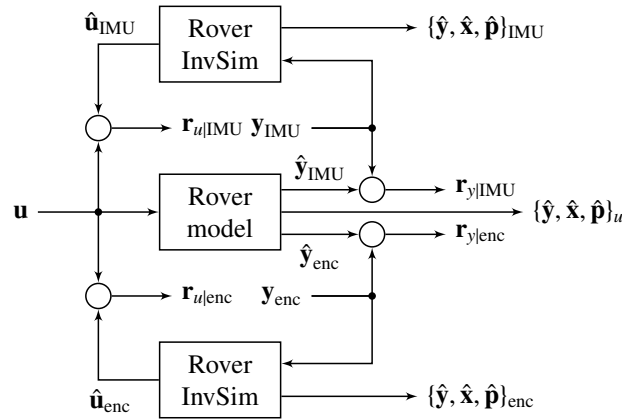 û_IMU
Rover
InvSim
{ŷ, x̂, p̂}_IMU
r_u|IMU
y_IMU
ŷ_IMU
r_y|IMU
u
Rover
model
{ŷ, x̂, p̂}_u
r_y|enc
ŷ_enc
r_u|enc
y_enc
Rover
InvSim
û_enc
{ŷ, x̂, p̂}_enc